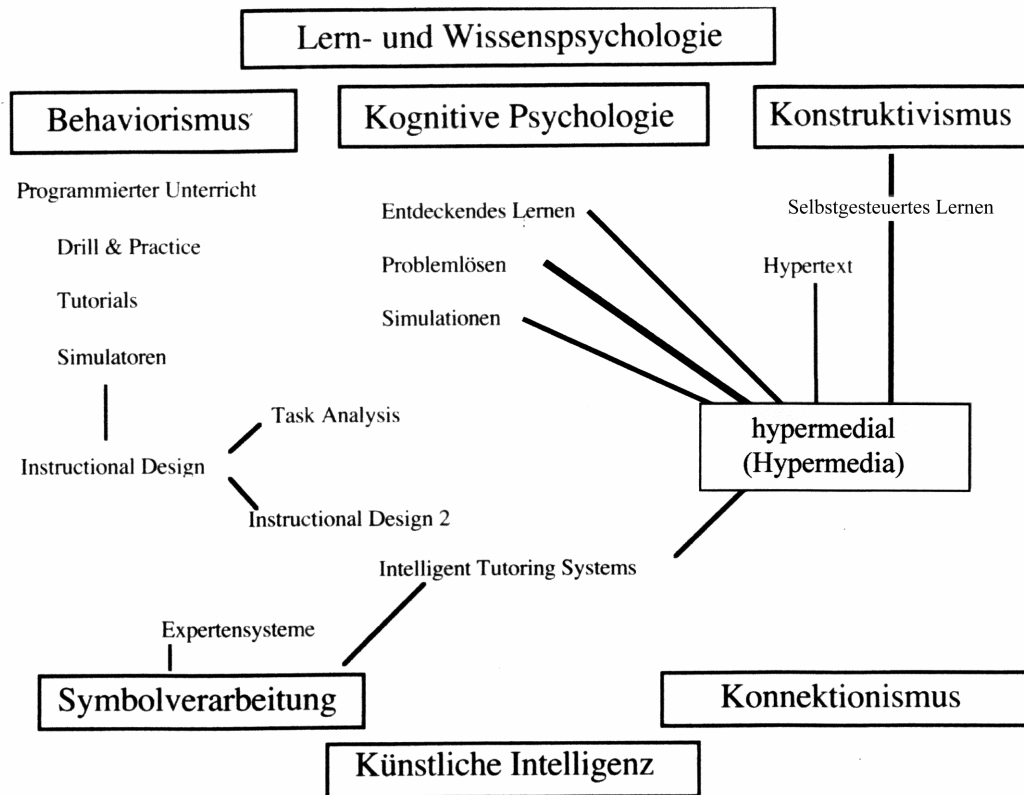 Lern- und Wissenspsychologie
Behaviorismus
Kognitive Psychologie
Konstruktivismus
Programmierter Unterricht
Drill & Practice
Tutorials
Simulatoren
Instructional Design
Task Analysis
Instructional Design 2
Entdeckendes Lernen
Problemlösen
Simulationen
Selbstgesteuertes Lernen
Hypertext
hypermedial
(Hypermedia)
Intelligent Tutoring Systems
Expertensysteme
Symbolverarbeitung
Konnektionismus
Künstliche Intelligenz